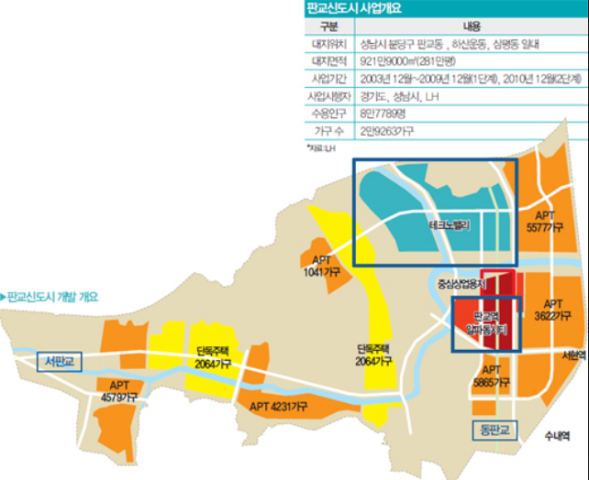 판교신도시 사업개요
구분 내용
대지위치 성남시 분당구 판교동, 하산운동, 삼평동 일대
대지면적 921만9000㎡(281만평)
사업기간 2003년 12월~2009년 12월(1단계), 2010년 12월(2단계)
사업시행자 경기도, 성남시, LH
수용인구 8만7789명
가구 수 2만9263가구
*자료:LH
테크노밸리
APT
5577가구
APT
1041가구
중심상업용지
▶판교신도시 개발 개요
판교역
알파돔시티
APT
3622가구
서판교
단독주택
2064가구
단독주택
2064가구
서현역
APT
4579가구
APT 4231가구
APT
5865가구
동판교
수내역